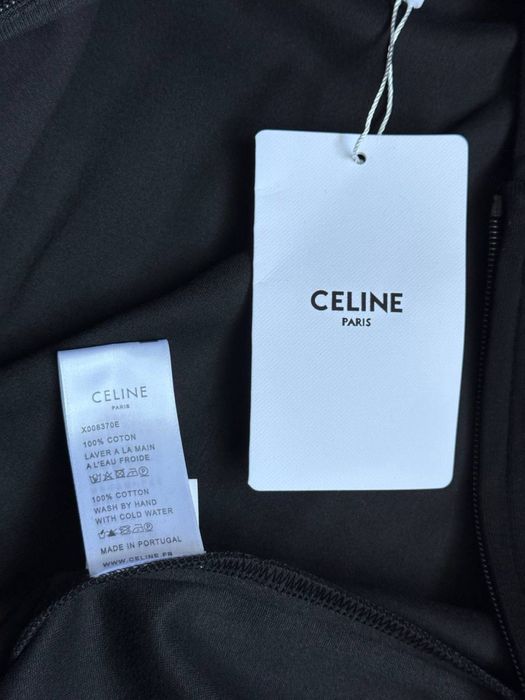 CELINE
PARIS
CELINE
PARIS
X008370E
100% COTON
LAVER A LA MAIN
A L'EAU FROIDE
100% COTTON
WASH BY HAND
WITH COLD WATER
MADE IN PORTUGAL
WWW.CELINE.FR